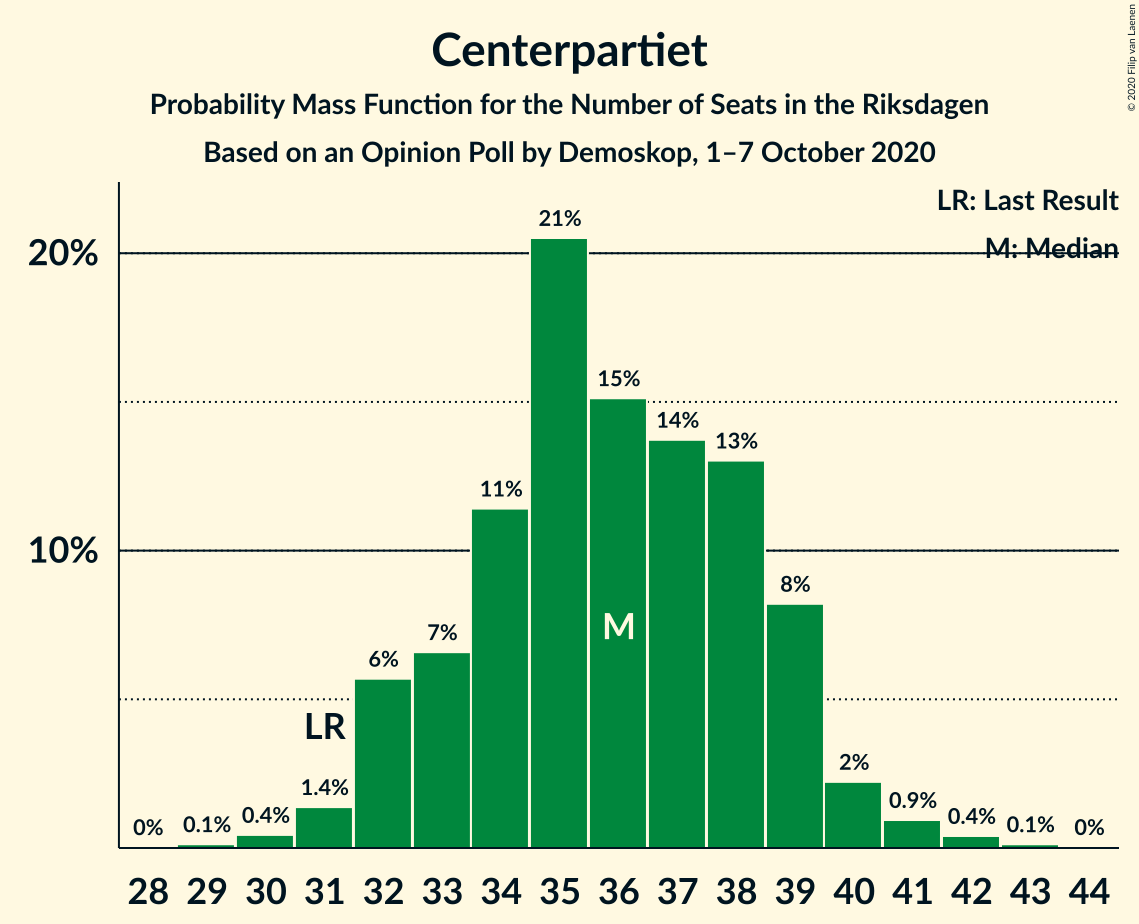 Centerpartiet
Probability Mass Function for the Number of Seats in the Riksdagen
Based on an Opinion Poll by Demoskop, 1–7 October 2020
© 2020 Filip van Laenen
LR: Last Result
M: Median
20%
10%
0%
0.1%
0.4%
1.4%
LR
6%
7%
11%
21%
15%
M
14%
13%
8%
2%
0.9%
0.4%
0.1%
0%
28 29 30 31 32 33 34 35 36 37 38 39 40 41 42 43 44